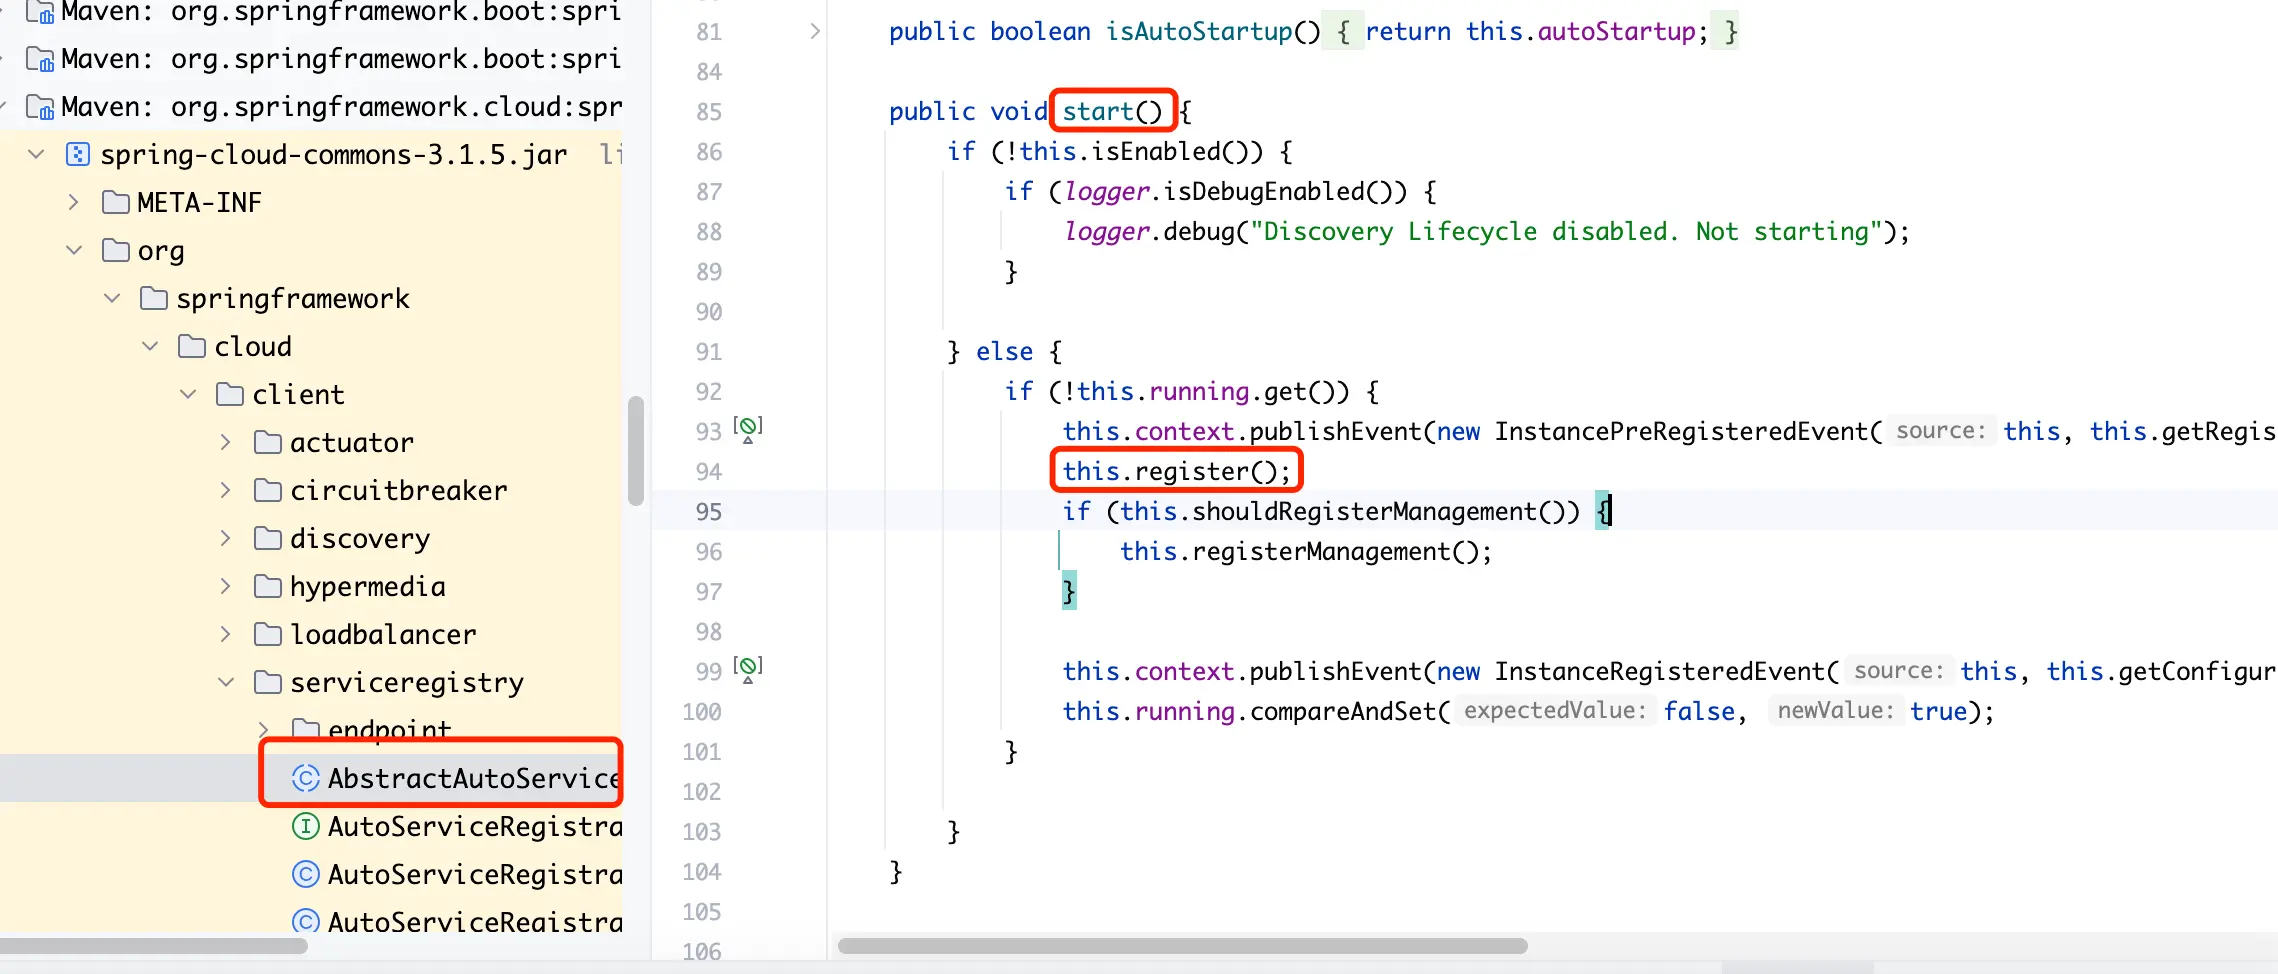 Maven: org.springframework.boot:spri
Maven: org.springframework.boot:spri
Maven: org.springframework.cloud:spr
spring-cloud-commons-3.1.5.jar li
META-INF
org
springframework
cloud
client
actuator
circuitbreaker
discovery
hypermedia
loadbalancer
serviceregistry
endpoint
AbstractAutoService
AutoServiceRegistra
AutoServiceRegistra
AutoServiceRegistra
81 public boolean isAutoStartup() { return this.autoStartup; }
84
85 public void start() {
86 if (!this.isEnabled()) {
87 if (logger.isDebugEnabled()) {
88 logger.debug("Discovery Lifecycle disabled. Not starting");
89 }
90
91 } else {
92 if (!this.running.get()) {
93 this.context.publishEvent(new InstancePreRegisteredEvent( source: this, this.getRegis
94 this.register();
95 if (this.shouldRegisterManagement()) {
96 this.registerManagement();
97 }
98
99 this.context.publishEvent(new InstanceRegisteredEvent( source: this, this.getConfigur
100 this.running.compareAndSet( expectedValue: false, newValue: true);
101 }
102
103 }
104 }
105
106